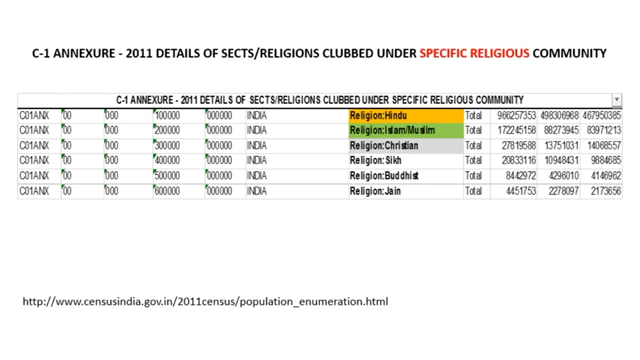 C-1 ANNEXURE - 2011 DETAILS OF SECTS/RELIGIONS CLUBBED UNDER SPECIFIC RELIGIOUS COMMUNITY
C-1 ANNEXURE - 2011 DETAILS OF SECTS/RELIGIONS CLUBBED UNDER SPECIFIC RELIGIOUS COMMUNITY
C01ANX 00 000 100000 000000 INDIA Religion:Hindu Total 966257353 498306968 467950385
C01ANX 00 000 200000 000000 INDIA Religion:Islam/Muslim Total 172245158 88273945 83971213
C01ANX 00 000 300000 000000 INDIA Religion:Christian Total 27819588 13751031 14068557
C01ANX 00 000 400000 000000 INDIA Religion:Sikh Total 20833116 10948431 9884685
C01ANX 00 000 500000 000000 INDIA Religion:Buddhist Total 8442972 4296010 4146962
C01ANX 00 000 600000 000000 INDIA Religion:Jain Total 4451753 2278097 2173656
http://www.censusindia.gov.in/2011census/population_enumeration.html